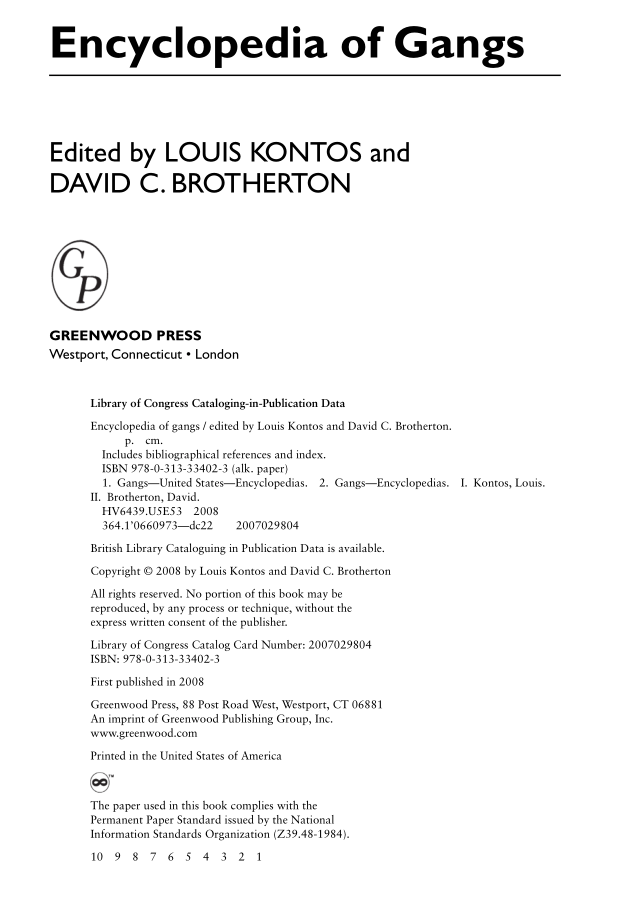 Encyclopedia of Gangs
Edited by LOUIS KONTOS and
DAVID C. BROTHERTON
GP
GREENWOOD PRESS
Westport, Connecticut • London
Library of Congress Cataloging-in-Publication Data
Encyclopedia of gangs / edited by Louis Kontos and David C. Brotherton.
p. cm.
Includes bibliographical references and index.
ISBN 978-0-313-33402-3 (alk. paper)
1. Gangs—United States—Encyclopedias. 2. Gangs—Encyclopedias. I. Kontos, Louis.
II. Brotherton, David.
HV6439.U5E53 2008
364.1'0660973—dc22 2007029804
British Library Cataloguing in Publication Data is available.
Copyright © 2008 by Louis Kontos and David C. Brotherton
All rights reserved. No portion of this book may be
reproduced, by any process or technique, without the
express written consent of the publisher.
Library of Congress Catalog Card Number: 2007029804
ISBN: 978-0-313-33402-3
First published in 2008
Greenwood Press, 88 Post Road West, Westport, CT 06881
An imprint of Greenwood Publishing Group, Inc.
www.greenwood.com
Printed in the United States of America
™
The paper used in this book complies with the
Permanent Paper Standard issued by the National
Information Standards Organization (Z39.48-1984).
10 9 8 7 6 5 4 3 2 1